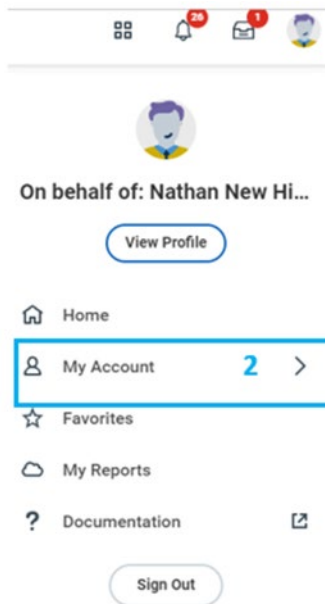 26
1
On behalf of: Nathan New Hi...
View Profile
Home
My Account 2
Favorites
My Reports
? Documentation
Sign Out